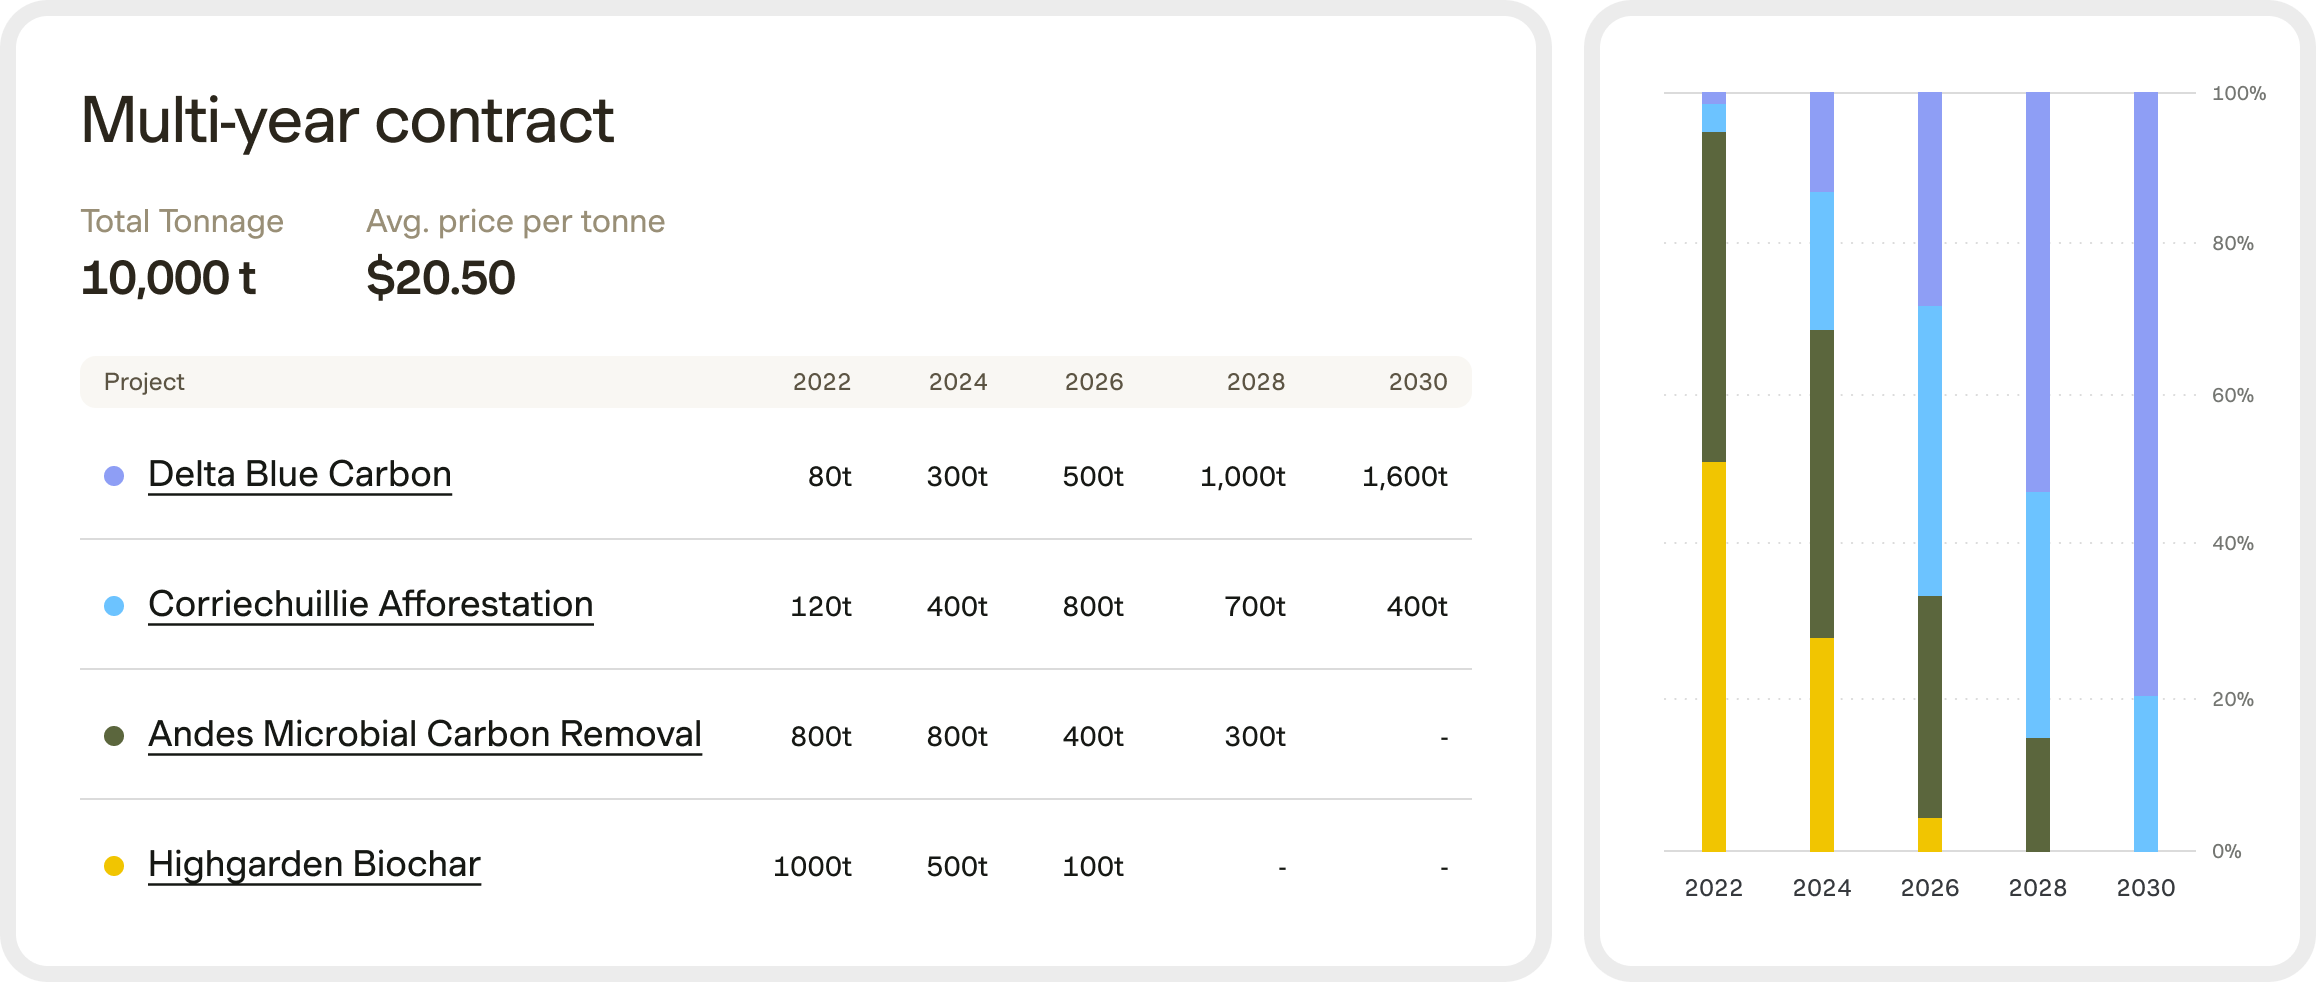 Multi-year contract
Total Tonnage Avg. price per tonne
10,000 t $20.50
Project 2022 2024 2026 2028 2030
Delta Blue Carbon 80t 300t 500t 1,000t 1,600t
Corriechuillie Afforestation 120t 400t 800t 700t 400t
Andes Microbial Carbon Removal 800t 800t 400t 300t -
Highgarden Biochar 1000t 500t 100t - -
100%
80%
60%
40%
20%
0%
2022 2024 2026 2028 2030